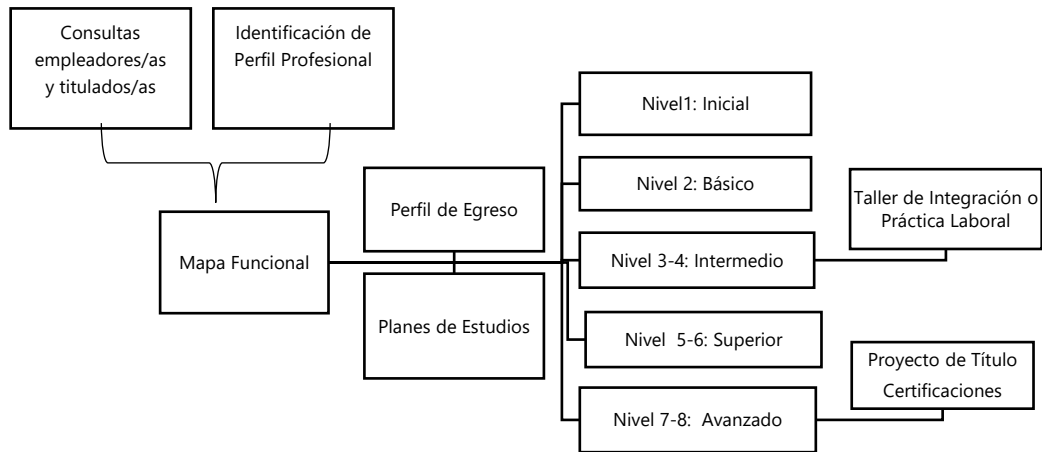 Consultas
empleadores/as
y titulados/as
Identificación de
Perfil Profesional
Mapa Funcional
Perfil de Egreso
Planes de Estudios
Nivel1: Inicial
Nivel 2: Básico
Nivel 3-4: Intermedio
Nivel 5-6: Superior
Nivel 7-8: Avanzado
Taller de Integración o
Práctica Laboral
Proyecto de Título
Certificaciones